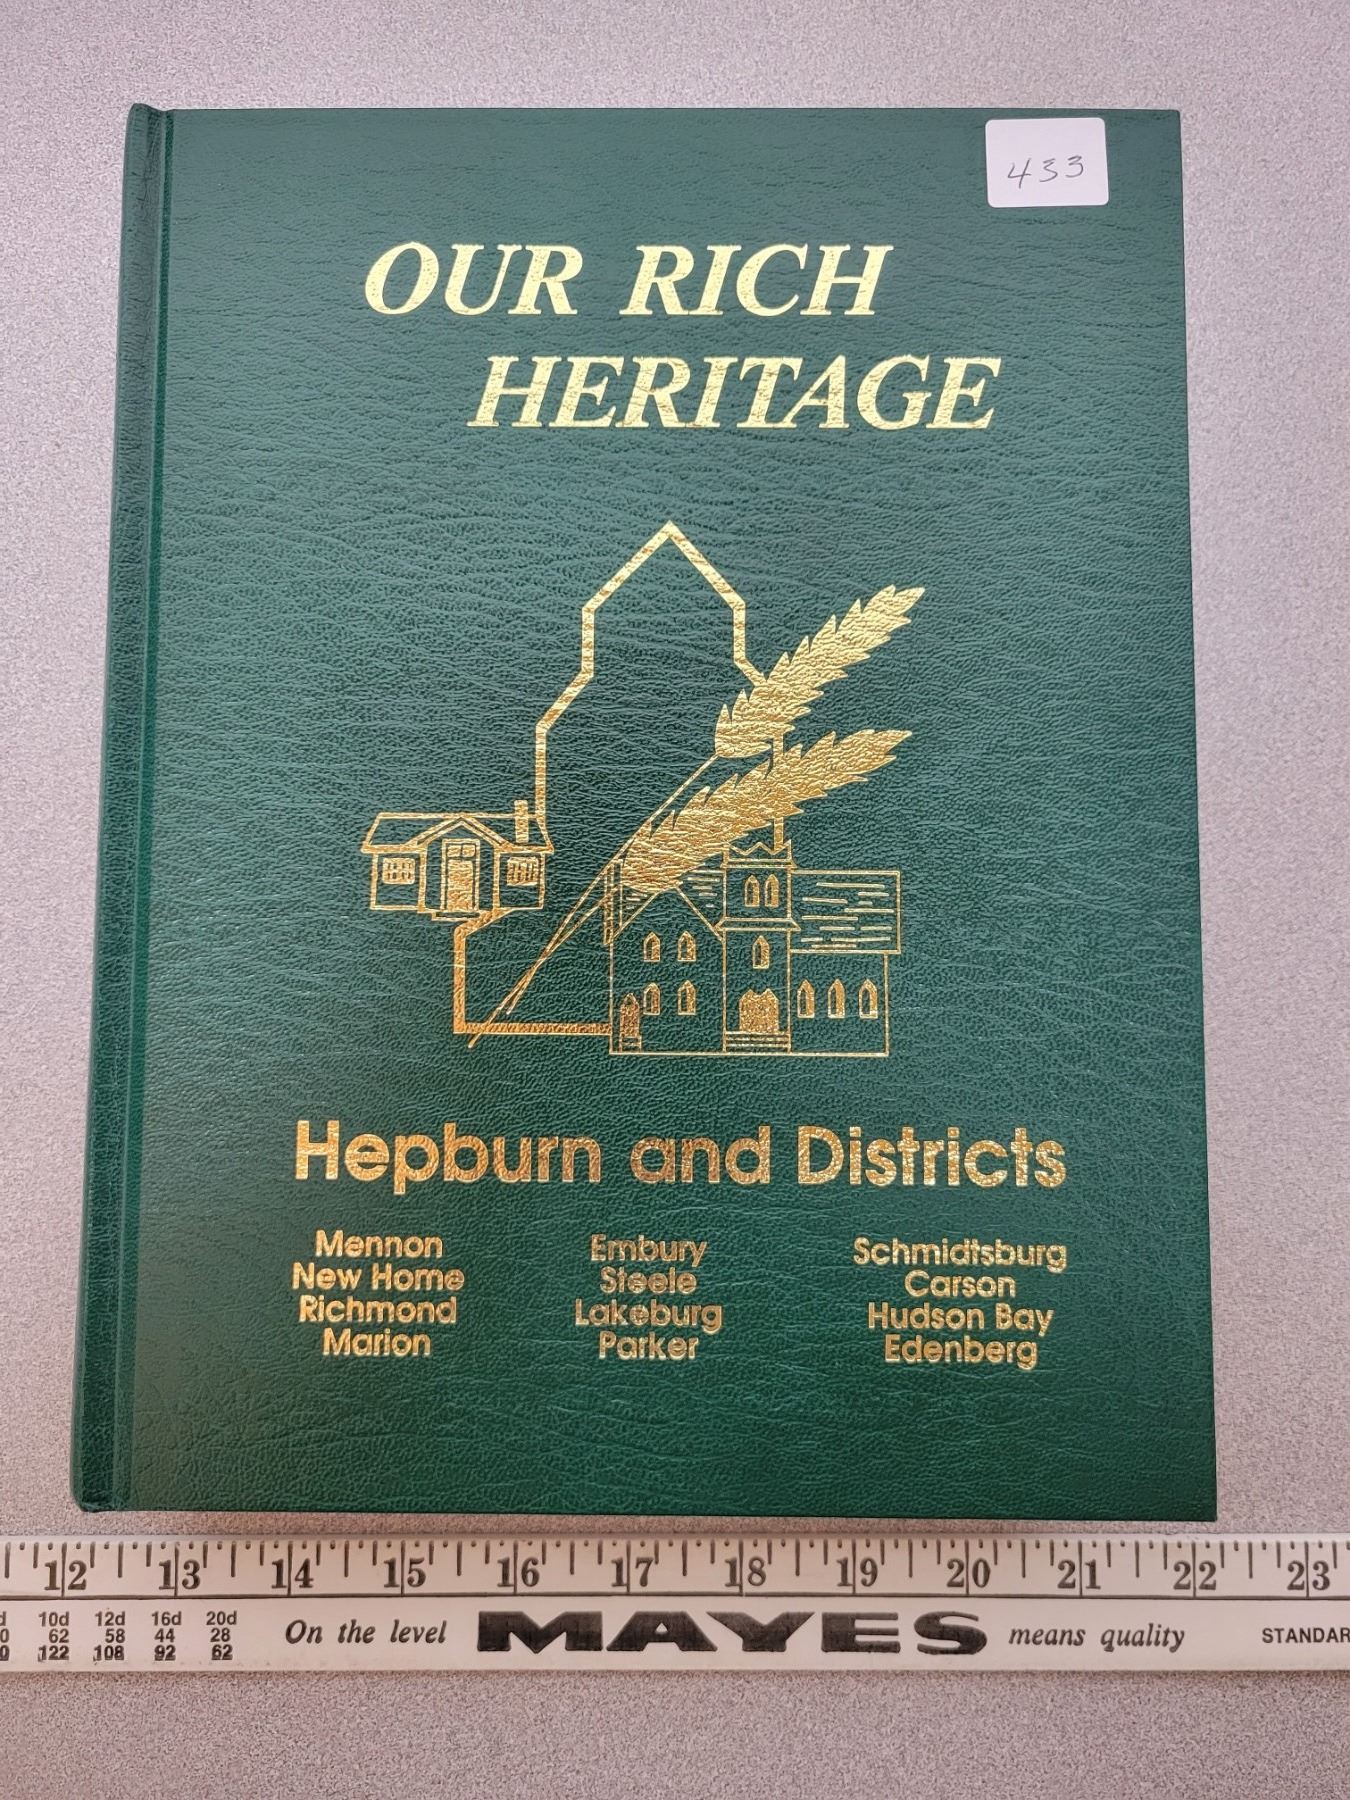 433
OUR RICH
HERITAGE
Hepburn and Districts
Mennon
New Home
Richmond
Marion
Embury
Steele
Lakeburg
Parker
Schmidtsburg
Carson
Hudson Bay
Edenberg
12 13 14 15 16 17 18 19 20 21 22 23
10d 12d 16d 20d
62 58 44 28
122 108 92 62
On the level MAYES means quality STANDAR